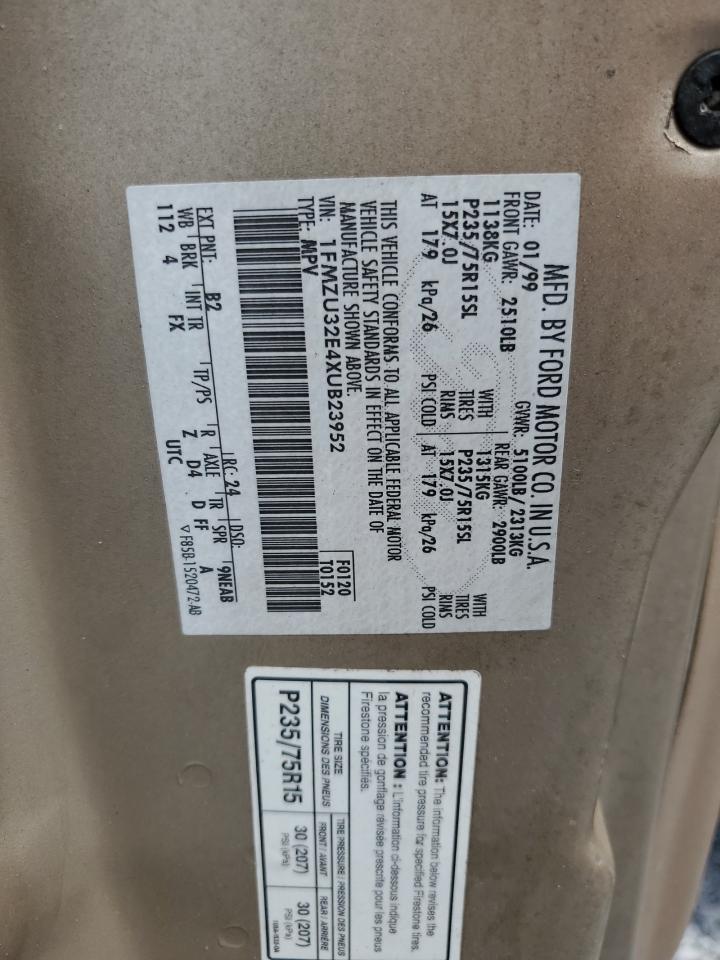 MFD. BY FORD MOTOR CO. IN U.S.A.
DATE: 01/99 GVWR: 5100LB/ 2313KG
FRONT GAWR: 2510LB REAR GAWR: 2900LB
1138KG WITH 1315KG WITH
P235/75R15SL TIRES P235/75R15SL TIRES
15X7.0J RIMS 15X7.0J RIMS
AT 179 kPa/26 PSI COLD AT 179 kPa/26 PSI COLD
THIS VEHICLE CONFORMS TO ALL APPLICABLE FEDERAL MOTOR
VEHICLE SAFETY STANDARDS IN EFFECT ON THE DATE OF
MANUFACTURE SHOWN ABOVE.
VIN: 1FMZU32E4XUB23952 F0120
TYPE: MPV T0152
EXT PNT: B2 RC: 24 DSO: 9NEAB
WB BRK INT TR TP/PS R AXLE TR SPR
112 4 FX Z D4 D FF A
UTC ▽ F85B-1520472-AB
ATTENTION: The information below revises the
recommended tire pressure for specified Firestone tires.
ATTENTION : L'information ci-dessous indique
la pression de gonflage révisée prescrite pour les pneus
Firestone spécifiés.
TIRE SIZE: TIRE PRESSURE / PRESSION DES PNEUS
DIMENSIONS DES PNEUS FRONT / AVANT REAR / ARRIÈRE
P235/75R15 30 (207) 30 (207)
PSI (kPa) PSI (kPa)